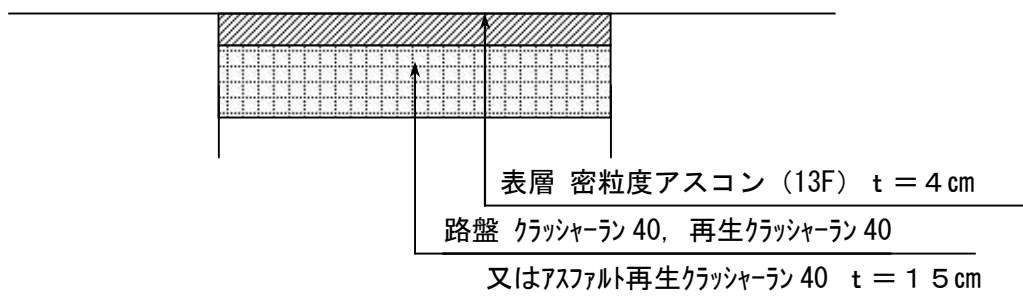 表層 密粒度アスコン（13F） ｔ＝４㎝
路盤 ｸﾗｯｼｬｰﾗﾝ 40, 再生ｸﾗｯｼｬｰﾗﾝ 40
又はｱｽﾌｧﾙﾄ再生ｸﾗｯｼｬｰﾗﾝ 40 ｔ＝１５㎝